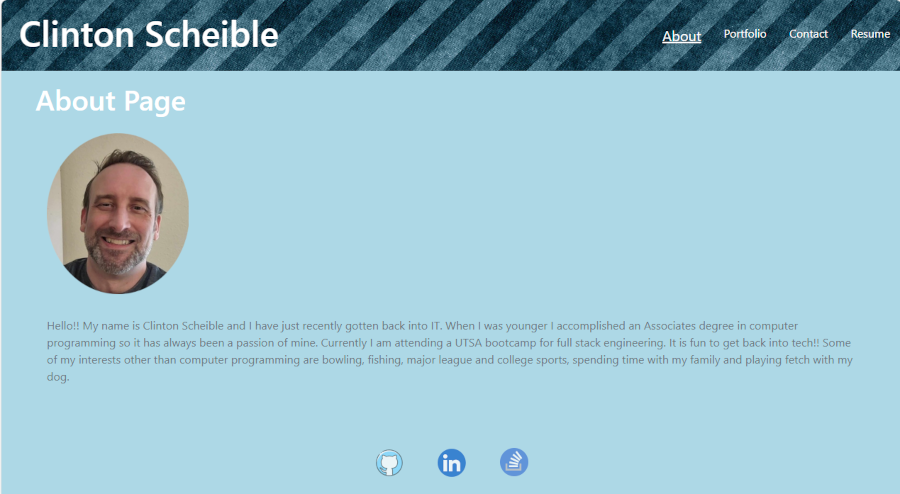 Clinton Scheible
About Portfolio Contact Resume
About Page
Hello!! My name is Clinton Scheible and I have just recently gotten back into IT. When I was younger I accomplished an Associates degree in computer
programming so it has always been a passion of mine. Currently I am attending a UTSA bootcamp for full stack engineering. It is fun to get back into tech!! Some
of my interests other than computer programming are bowling, fishing, major league and college sports, spending time with my family and playing fetch with my
dog.
in